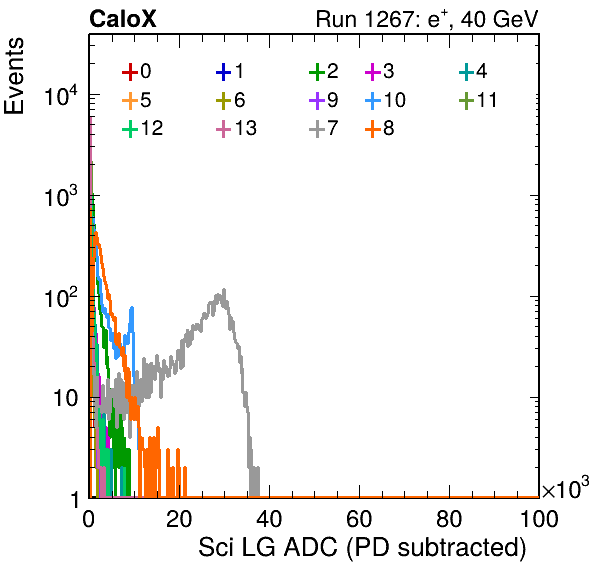 CaloX Run 1267: e⁺, 40 GeV
Events
0 1 2 3 4
5 6 9 10 11
12 13 7 8
10⁴
10³
10²
10
1
0 20 40 60 80 100
×10³
Sci LG ADC (PD subtracted)